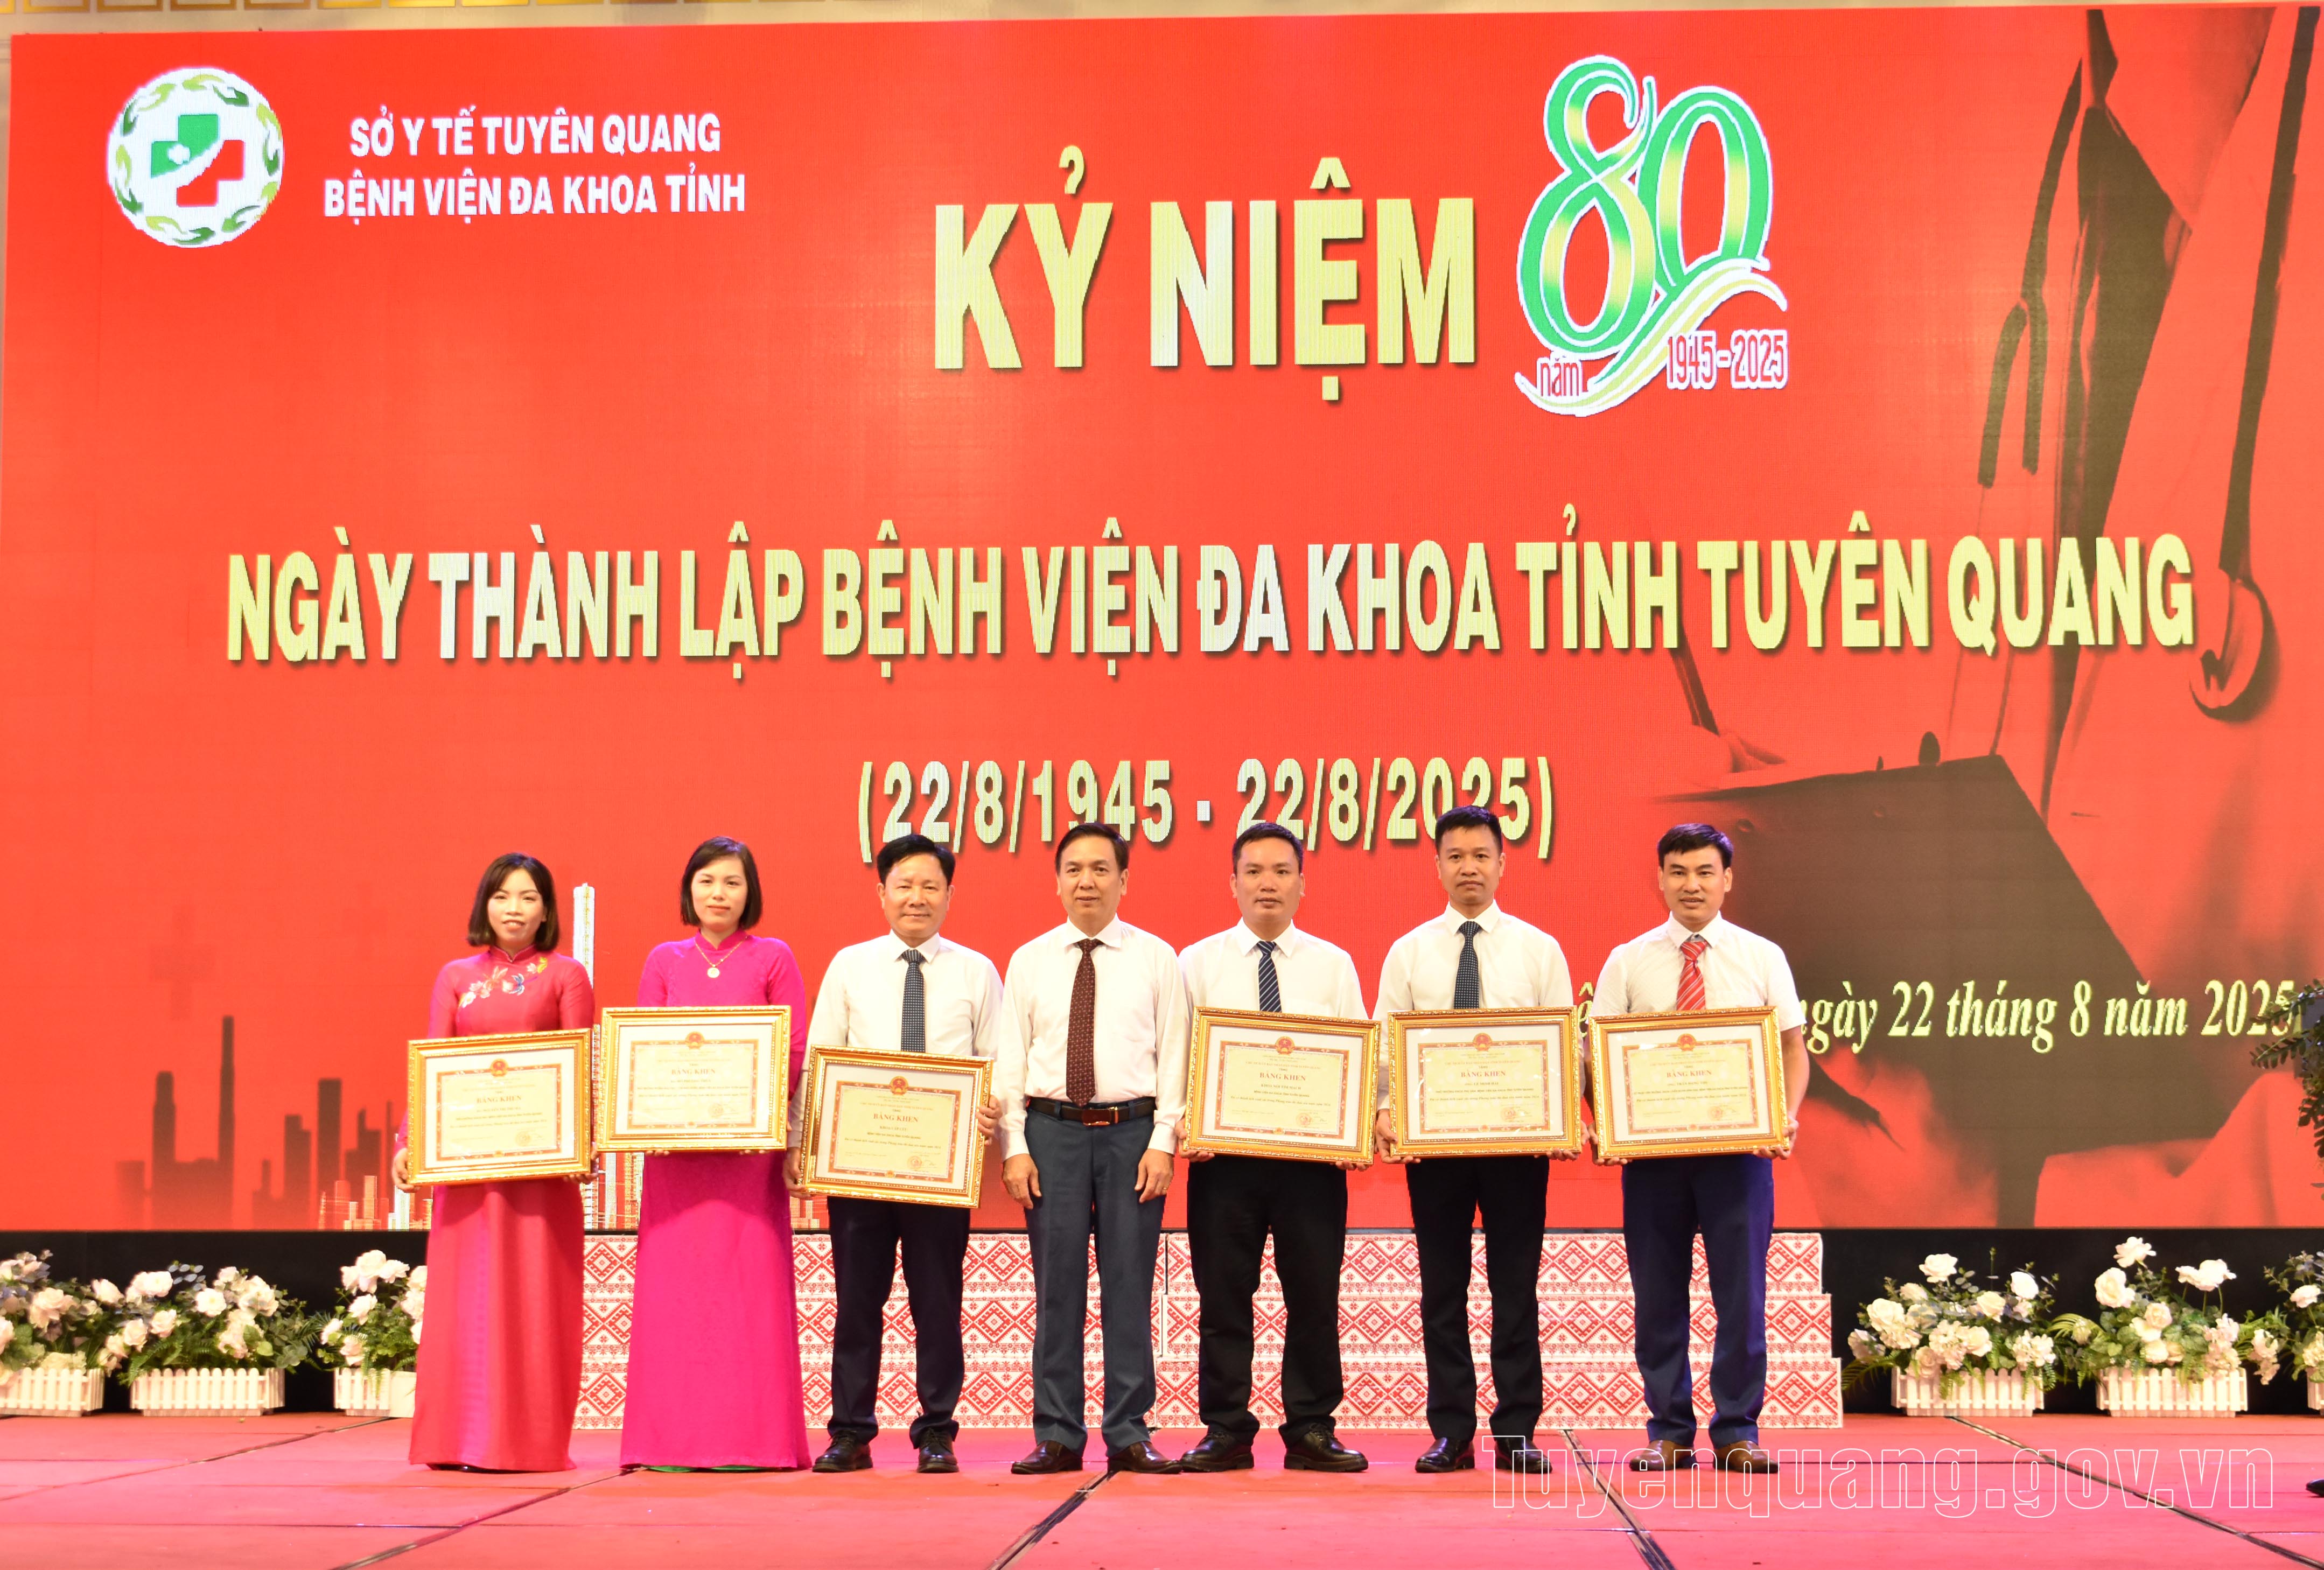 SỞ Y TẾ TUYÊN QUANG
BỆNH VIỆN ĐA KHOA TỈNH
KỶ NIỆM
80
năm
1945-2025
NGÀY THÀNH LẬP BỆNH VIỆN ĐA KHOA TỈNH TUYÊN QUANG
(22/8/1945 - 22/8/2025)
ngày 22 tháng 8 năm 2025
BẰNG KHEN
BẰNG KHEN
BẰNG KHEN
BẰNG KHEN
BẰNG KHEN
BẰNG KHEN
Tuyenquang.gov.vn